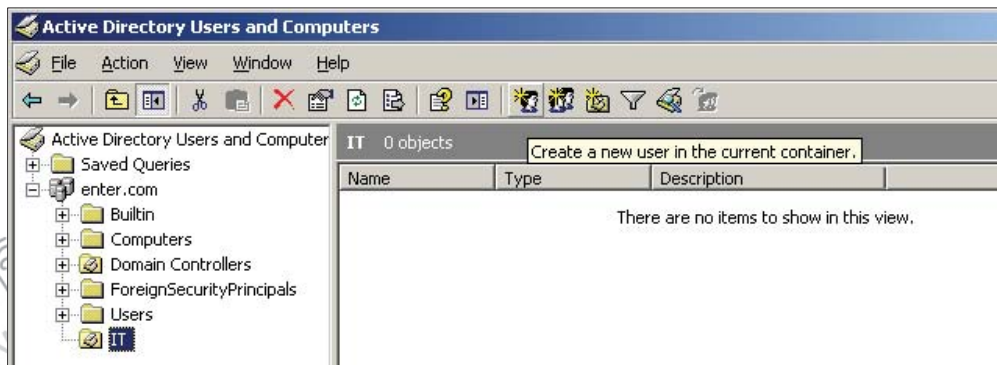 Active Directory Users and Computers
File Action View Window Help
Active Directory Users and Computer
Saved Queries
enter.com
Builtin
Computers
Domain Controllers
ForeignSecurityPrincipals
Users
IT
IT 0 objects
Create a new user in the current container.
Name Type Description
There are no items to show in this view.